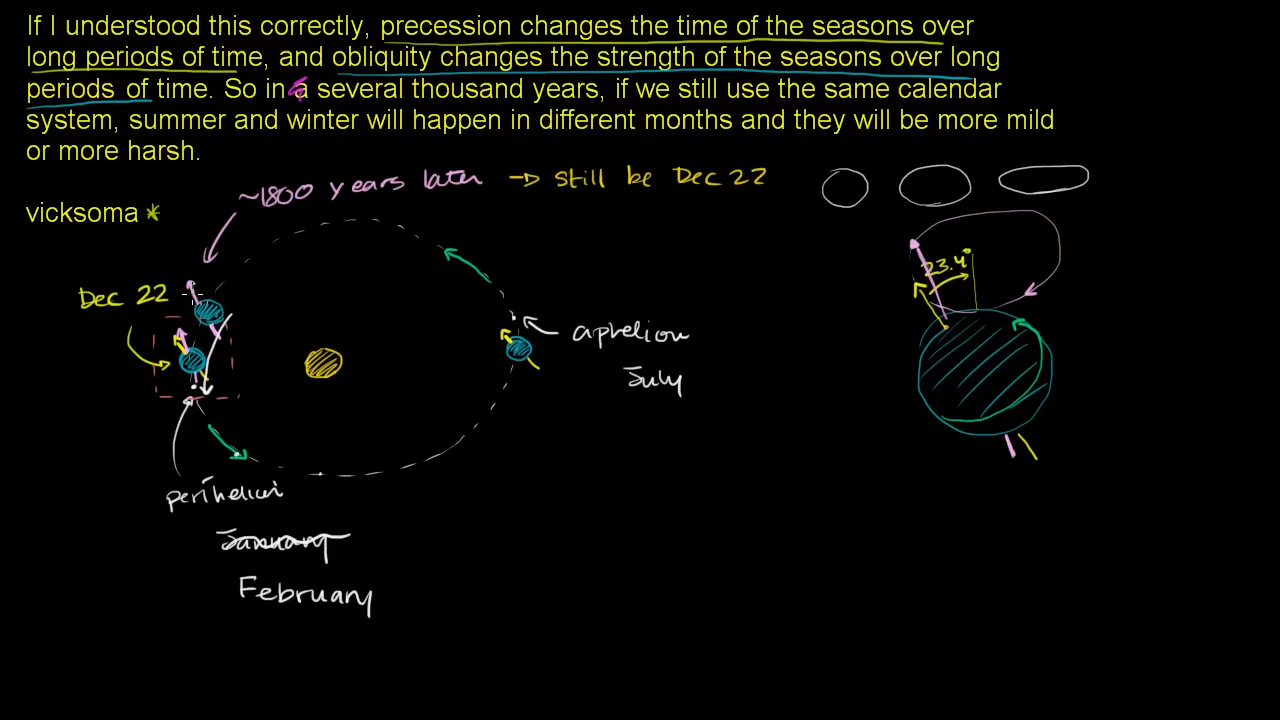 If I understood this correctly, precession changes the time of the seasons over
long periods of time, and obliquity changes the strength of the seasons over long
periods of time. So in a several thousand years, if we still use the same calendar
system, summer and winter will happen in different months and they will be more mild
or more harsh.
~1800 years later → still be Dec 22
vicksoma *
23.4°
Dec 22
aphelion
July
perihelion
January
February